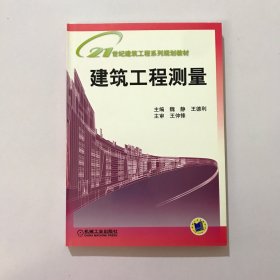 21世纪建筑工程系列规划教材
建筑工程测量
主编 魏静 王德利
主审 王仲锋
机械工业出版社
CHINA MACHINE PRESS